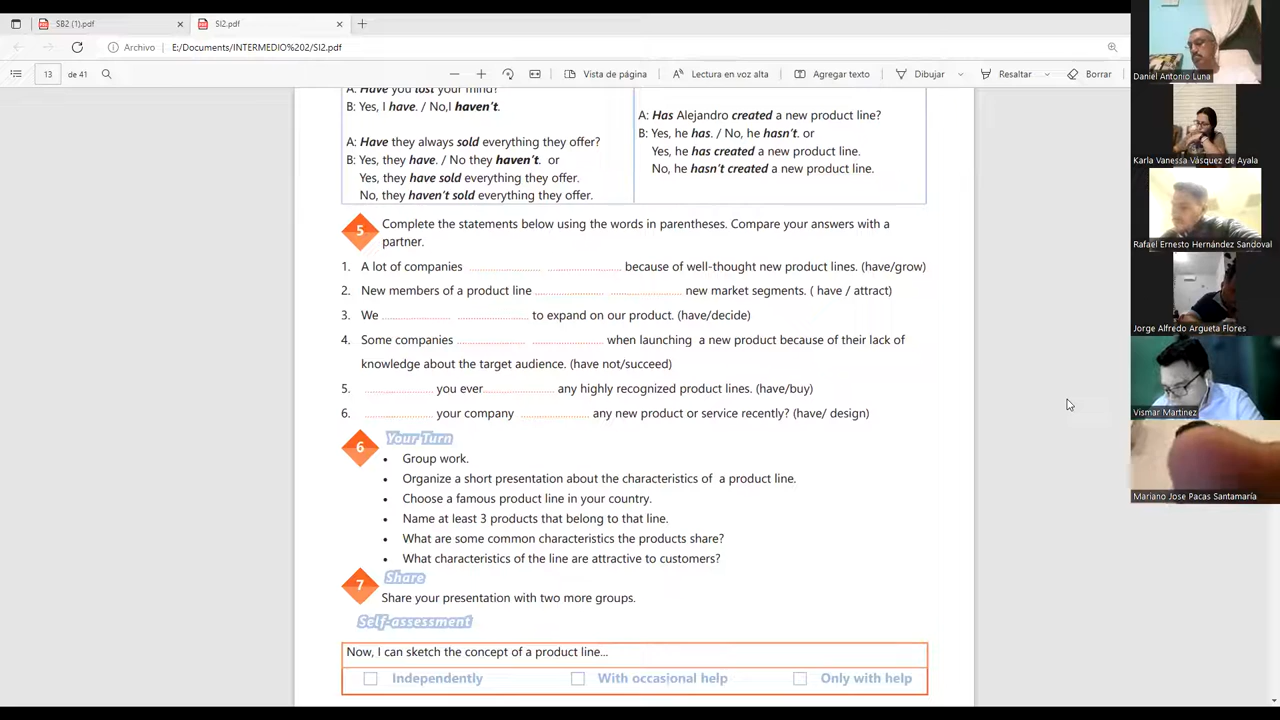 SB2 (1).pdf
SI2.pdf
Archivo
E:/Documents/INTERMEDIO%202/SI2.pdf
13
de 41
Vista de página
Lectura en voz alta
Agregar texto
Dibujar
Resaltar
Borrar
A: Have you lost your mind?
B: Yes, I have. / No,I haven't.
A: Have they always sold everything they offer?
B: Yes, they have. / No they haven't. or
Yes, they have sold everything they offer.
No, they haven't sold everything they offer.
A: Has Alejandro created a new product line?
B: Yes, he has. / No, he hasn't. or
Yes, he has created a new product line.
No, he hasn't created a new product line.
5
Complete the statements below using the words in parentheses. Compare your answers with a
partner.
1. A lot of companies .................... .................... because of well-thought new product lines. (have/grow)
2. New members of a product line .................... .................... new market segments. ( have / attract)
3. We .................... .................... to expand on our product. (have/decide)
4. Some companies .................... .................... when launching a new product because of their lack of
knowledge about the target audience. (have not/succeed)
5. .................... you ever.................... any highly recognized product lines. (have/buy)
6. .................... your company .................... any new product or service recently? (have/ design)
6
Your Turn
• Group work.
• Organize a short presentation about the characteristics of a product line.
• Choose a famous product line in your country.
• Name at least 3 products that belong to that line.
• What are some common characteristics the products share?
• What characteristics of the line are attractive to customers?
7
Share
Share your presentation with two more groups.
Self-assessment
Now, I can sketch the concept of a product line...
Independently
With occasional help
Only with help
Daniel Antonio Luna
Karla Vanessa Vásquez de Ayala
Rafael Ernesto Hernández Sandoval
Jorge Alfredo Argueta Flores
Vismar Martinez
Mariano Jose Pacas Santamaría